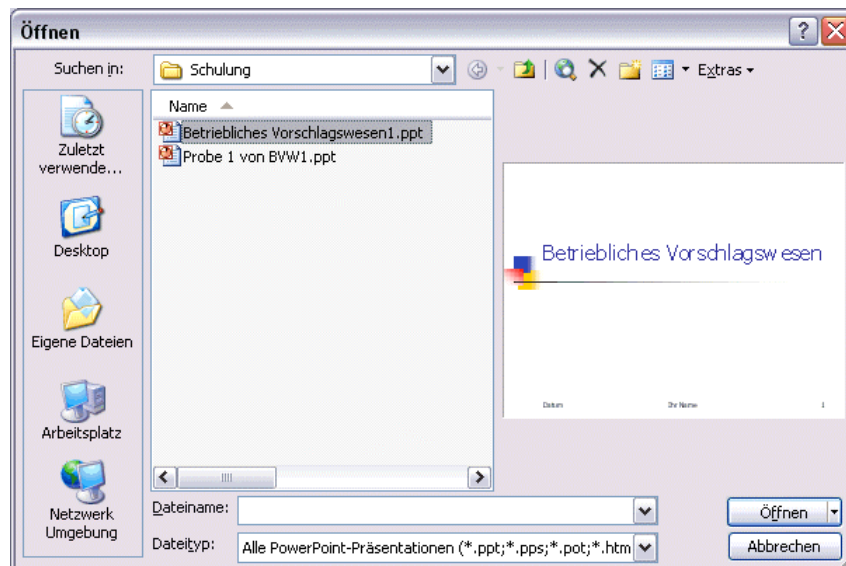 Öffnen
Suchen in:
Schulung
Extras
Name
Betriebliches Vorschlagswesen1.ppt
Probe 1 von BVW1.ppt
Zuletzt
verwende...
Desktop
Eigene Dateien
Arbeitsplatz
Netzwerk
Umgebung
Betriebliches Vorschlagswesen
Datum Ihr Name 1
Dateiname:
Öffnen
Dateityp: Alle PowerPoint-Präsentationen (*.ppt;*.pps;*.pot;*.htm
Abbrechen